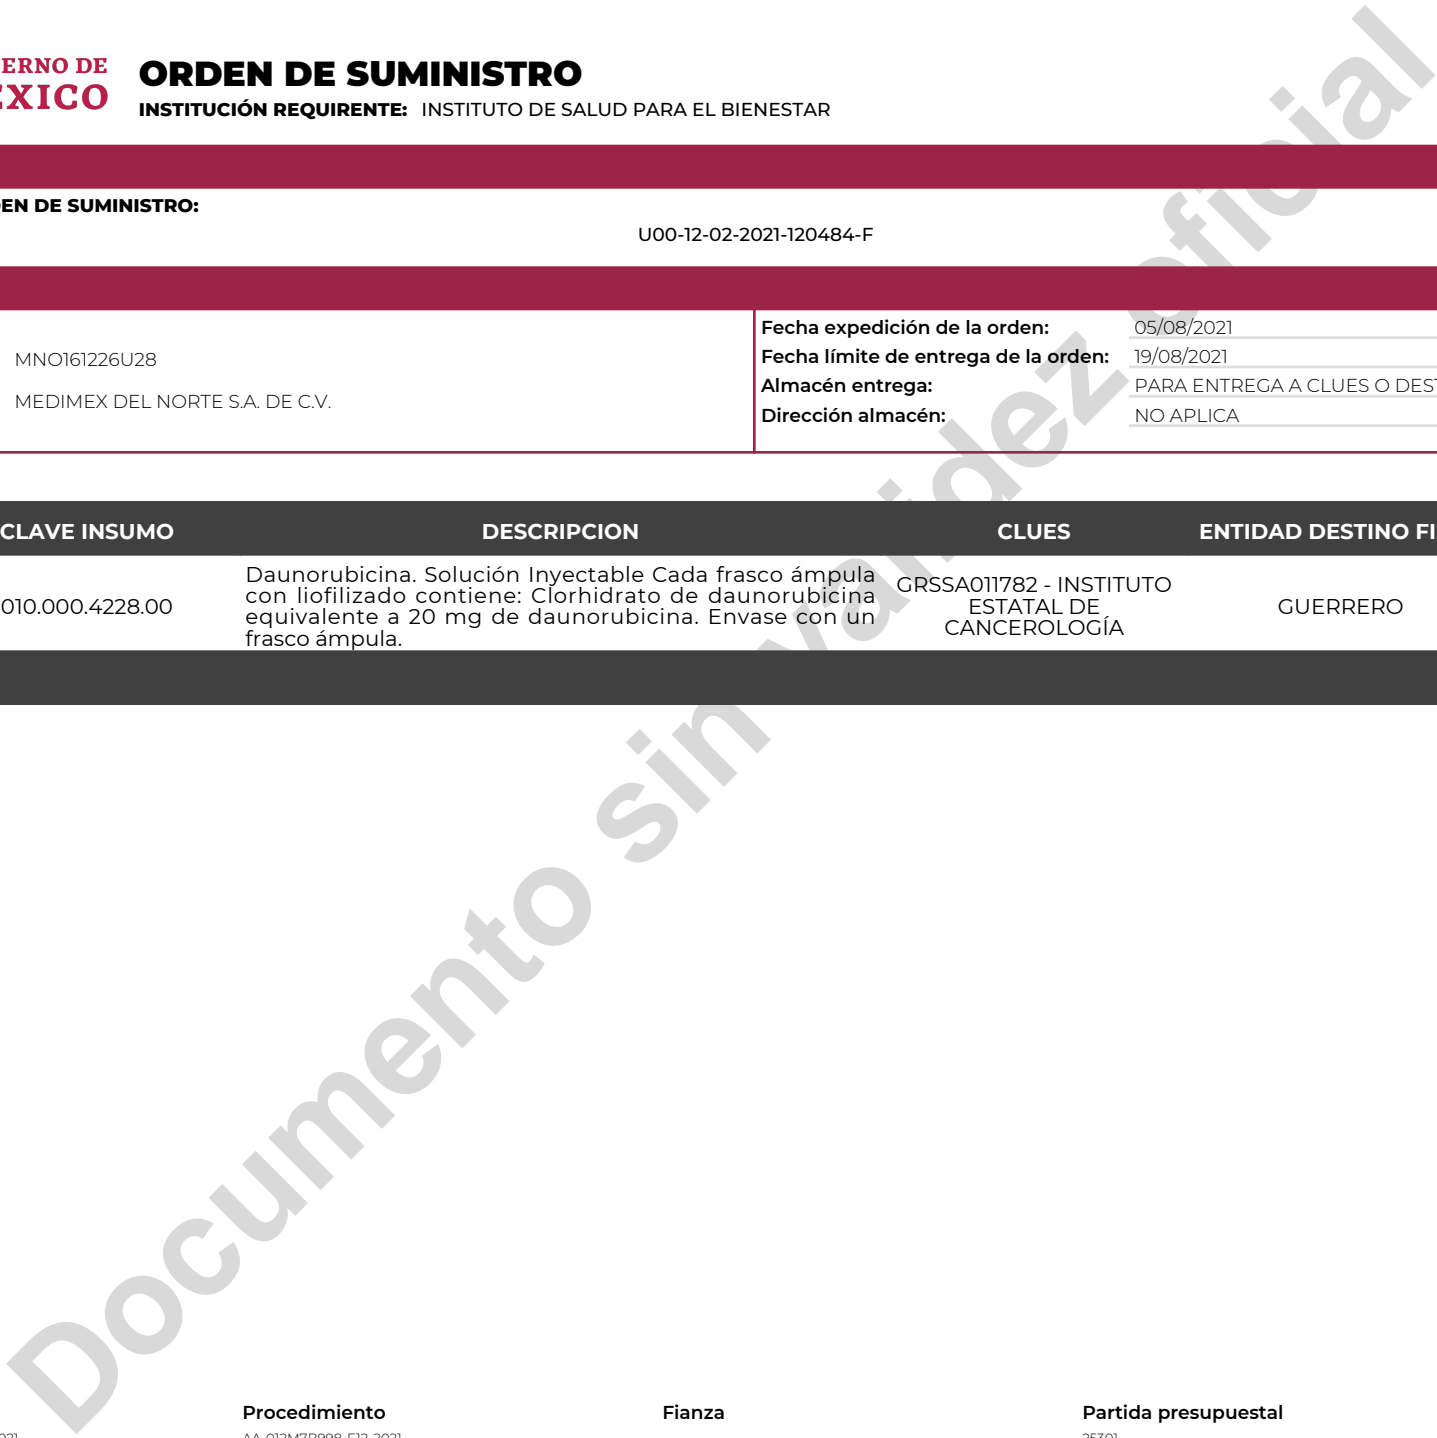 ERNO DE
ÉXICO
ORDEN DE SUMINISTRO
INSTITUCIÓN REQUIRENTE: INSTITUTO DE SALUD PARA EL BIENESTAR
EN DE SUMINISTRO:
U00-12-02-2021-120484-F
MNO161226U28
MEDIMEX DEL NORTE S.A. DE C.V.
Fecha expedición de la orden: 05/08/2021
Fecha límite de entrega de la orden: 19/08/2021
Almacén entrega: PARA ENTREGA A CLUES O DEST
Dirección almacén: NO APLICA
CLAVE INSUMO DESCRIPCION CLUES ENTIDAD DESTINO FI
010.000.4228.00
Daunorubicina. Solución Inyectable Cada frasco ámpula
con liofilizado contiene: Clorhidrato de daunorubicina
equivalente a 20 mg de daunorubicina. Envase con un
frasco ámpula.
GRSSA011782 - INSTITUTO
ESTATAL DE
CANCEROLOGÍA
GUERRERO
Documento sin validez oficial
Procedimiento Fianza Partida presupuestal